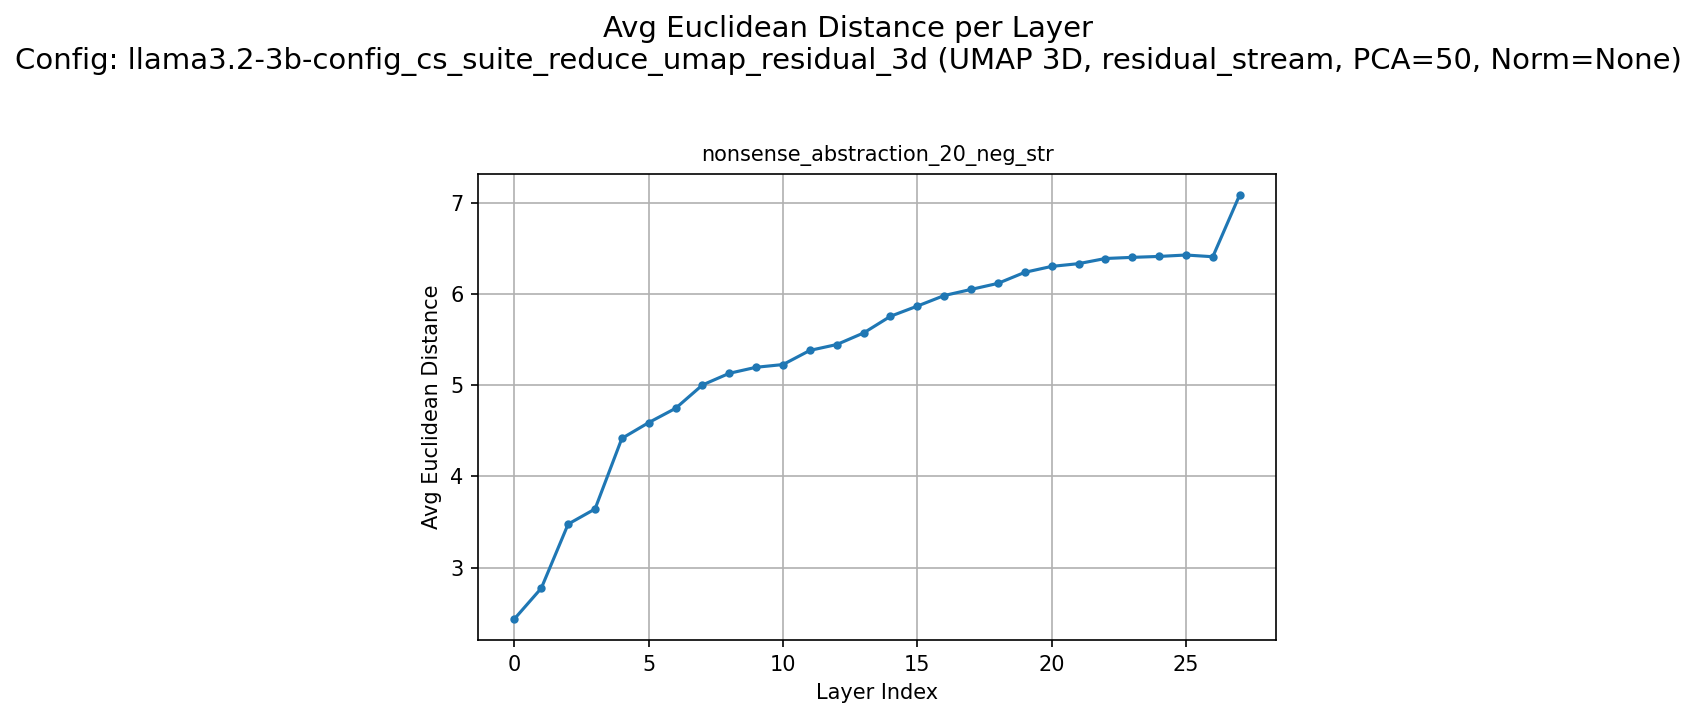 Avg Euclidean Distance per Layer
Config: llama3.2-3b-config_cs_suite_reduce_umap_residual_3d (UMAP 3D, residual_stream, PCA=50, Norm=None)
nonsense_abstraction_20_neg_str
7
6
5
4
3
Avg Euclidean Distance
0 5 10 15 20 25
Layer Index